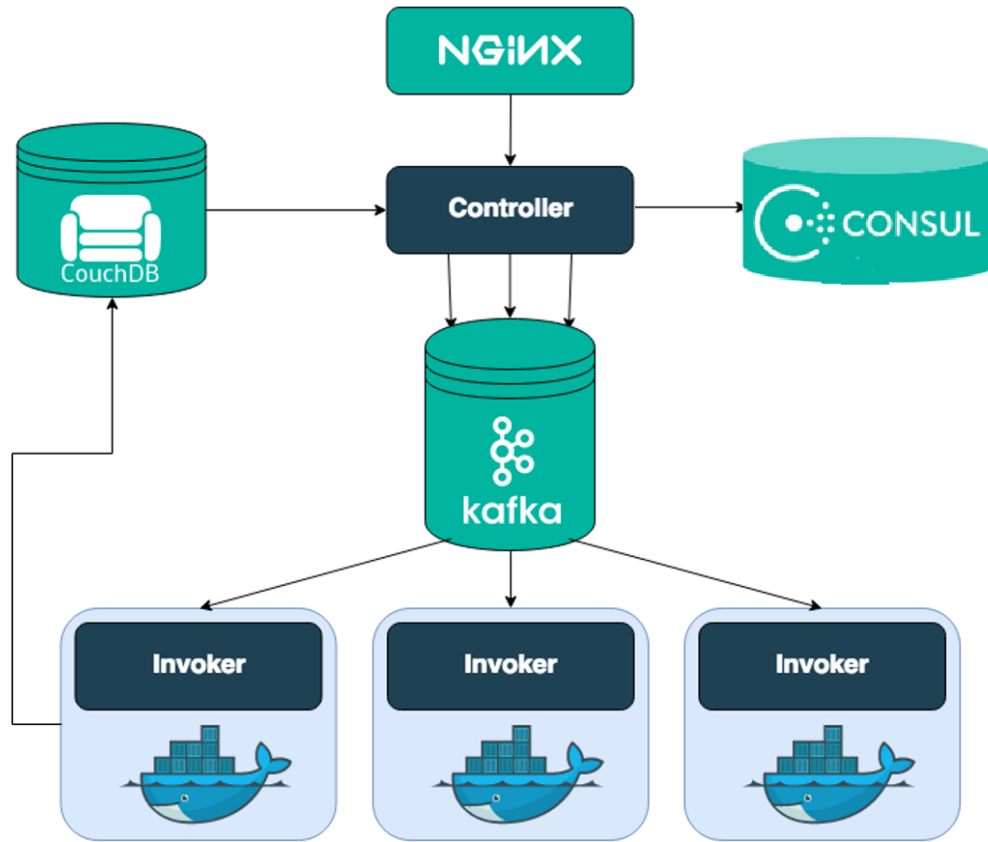 NGiNX
Controller
CouchDB
CONSUL
kafka
Invoker
Invoker
Invoker